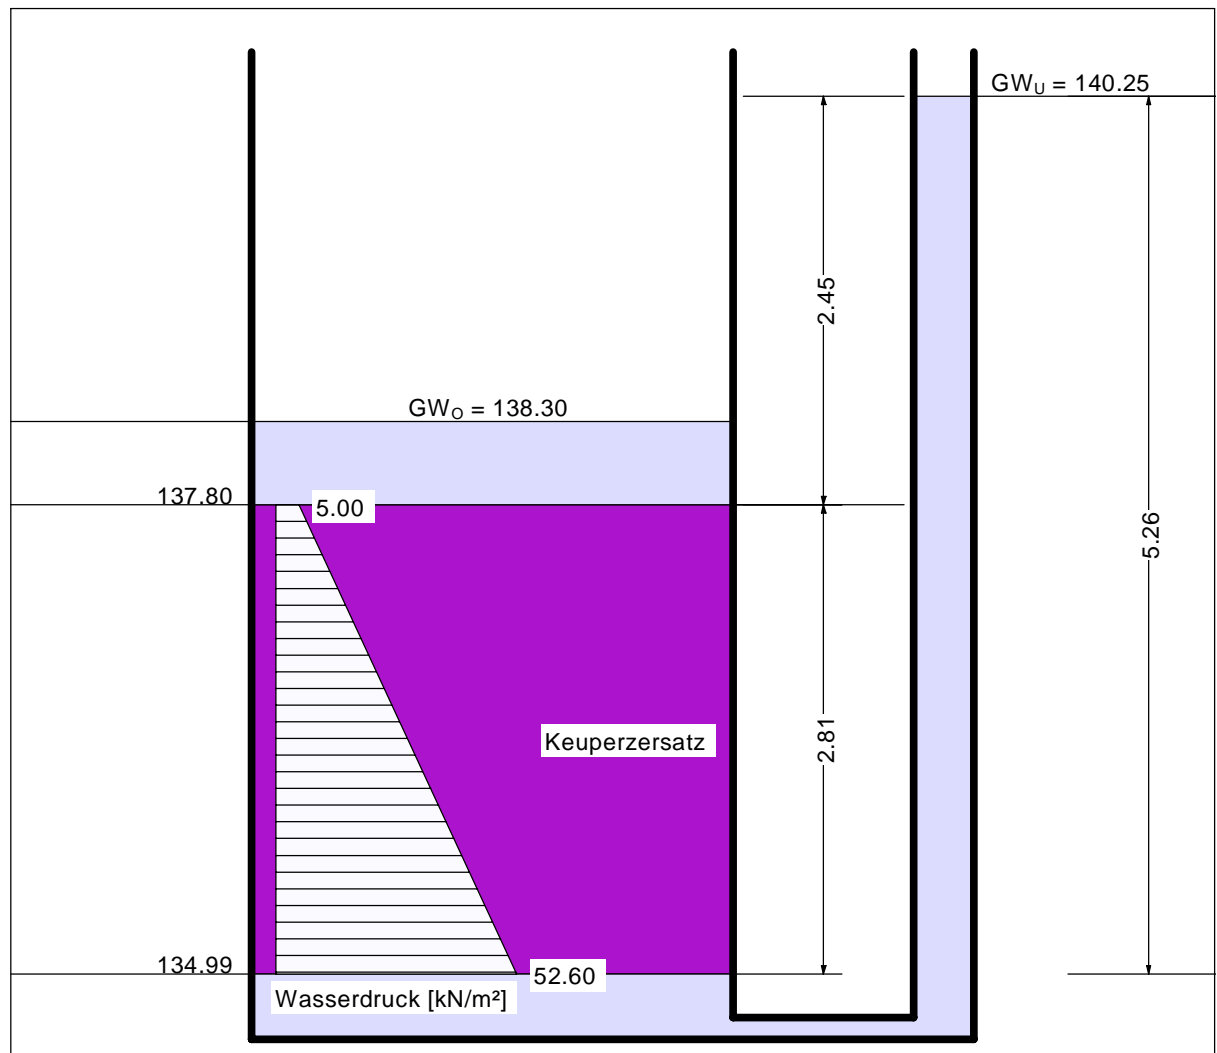 GWU = 140.25
2.45
GWO = 138.30
137.80
5.00
5.26
2.81
Keuperzersatz
134.99
52.60
Wasserdruck [kN/m²]